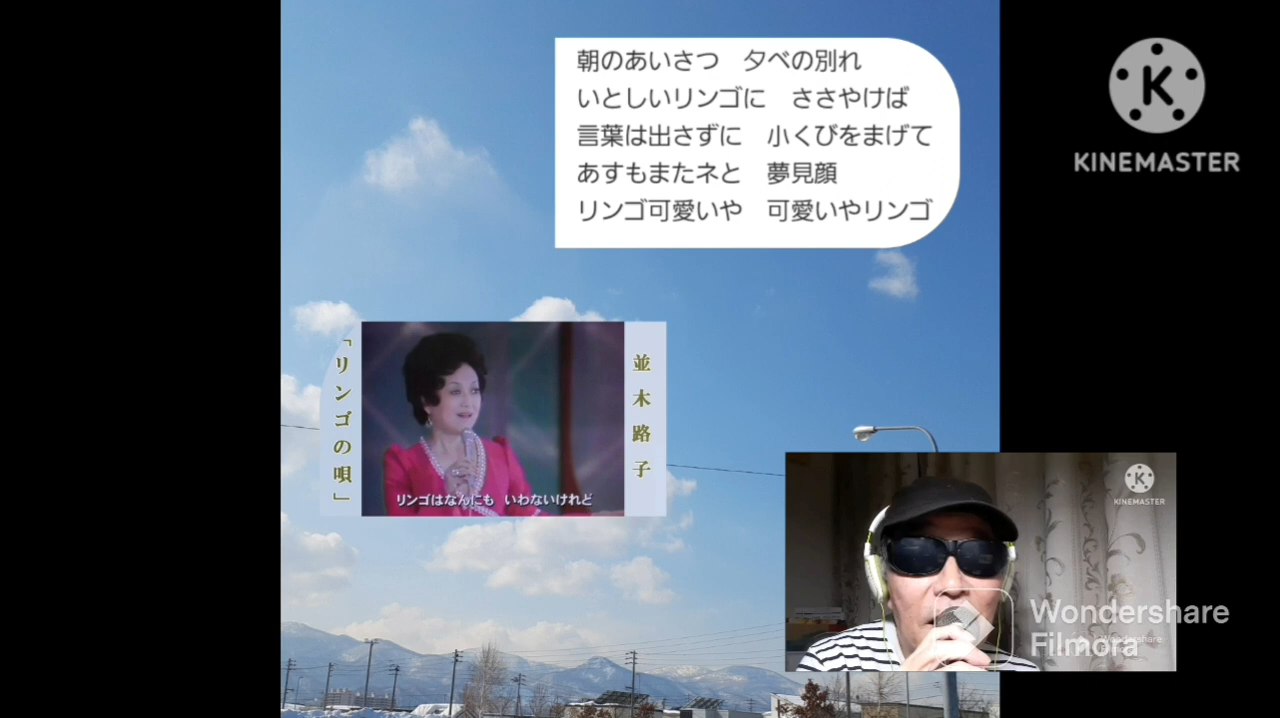 朝のあいさつ　夕べの別れ
いとしいリンゴに　ささやけば
言葉は出さずに　小くびをまげて
あすもまたネと　夢見顔
リンゴ可愛いや　可愛いやリンゴ
KINEMASTER
「リンゴの唄」
並木路子
リンゴはなんにも　いわないけれど
KINEMASTER
Wondershare
Filmora
Wondershare